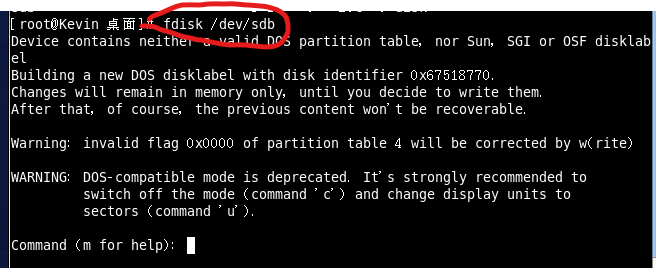 [root@Kevin 桌面]# fdisk /dev/sdb
Device contains neither a valid DOS partition table, nor Sun, SGI or OSF disklab
el
Building a new DOS disklabel with disk identifier 0x67518770.
Changes will remain in memory only, until you decide to write them.
After that, of course, the previous content won't be recoverable.
Warning: invalid flag 0x0000 of partition table 4 will be corrected by w(rite)
WARNING: DOS-compatible mode is deprecated. It's strongly recommended to
switch off the mode (command 'c') and change display units to
sectors (command 'u').
Command (m for help):